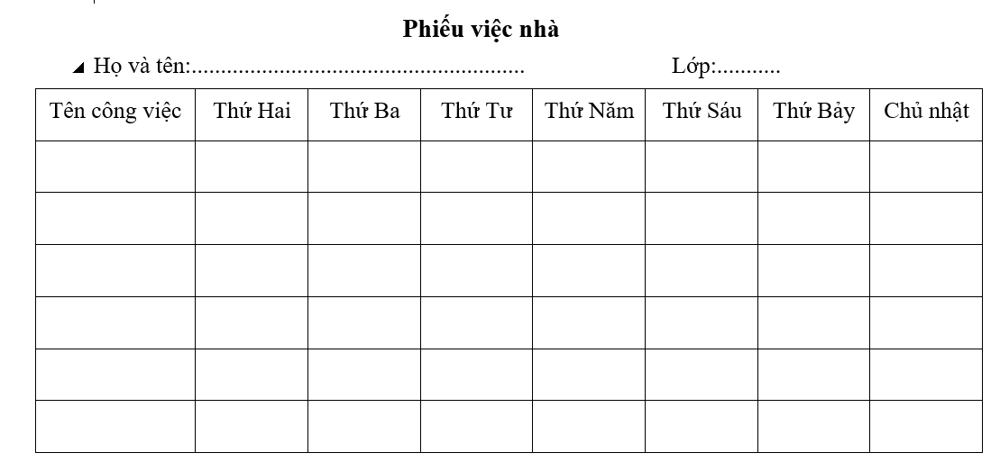 Phiếu việc nhà
Họ và tên:......................................................... Lớp:...........
Tên công việc Thứ Hai Thứ Ba Thứ Tư Thứ Năm Thứ Sáu Thứ Bảy Chủ nhật